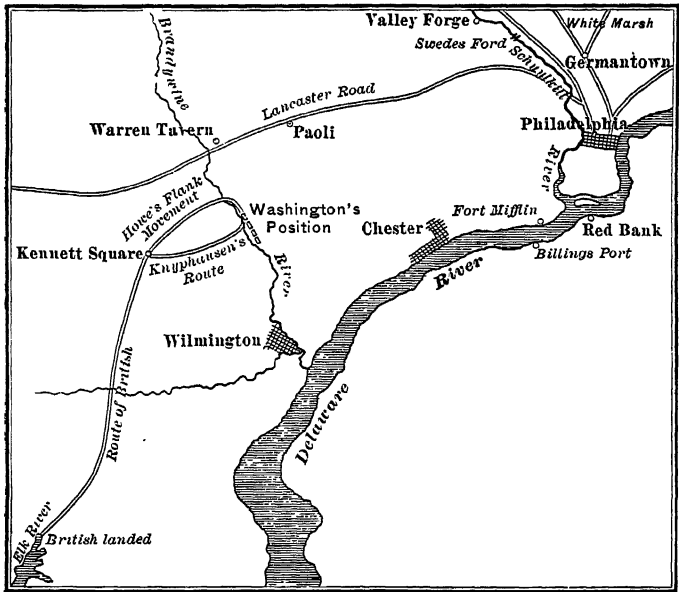 Valley Forge
White Marsh
Swedes Ford
Schuylkill
Germantown
Brandywine
Lancaster Road
Warren Tavern
Paoli
Philadelphia
River
Howe's Flank
Movement
Washington's
Position
Fort Mifflin
Chester
Red Bank
Kennett Square
Knyphausen's
Route
River
River
Billings Port
Wilmington
Route of British
Delaware
Elk River
British landed